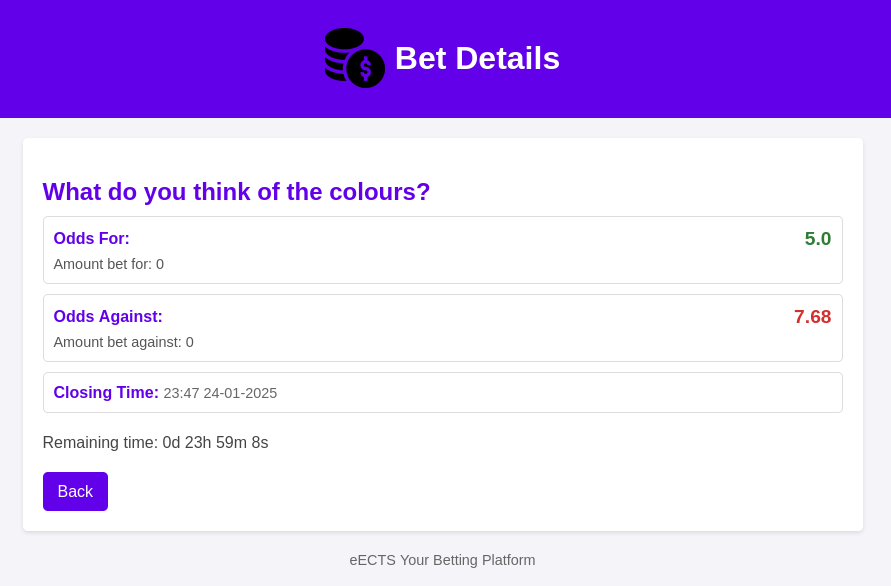 Bet Details
What do you think of the colours?
Odds For:
5.0
Amount bet for: 0
Odds Against:
7.68
Amount bet against: 0
Closing Time: 23:47 24-01-2025
Remaining time: 0d 23h 59m 8s
Back
eECTS Your Betting Platform